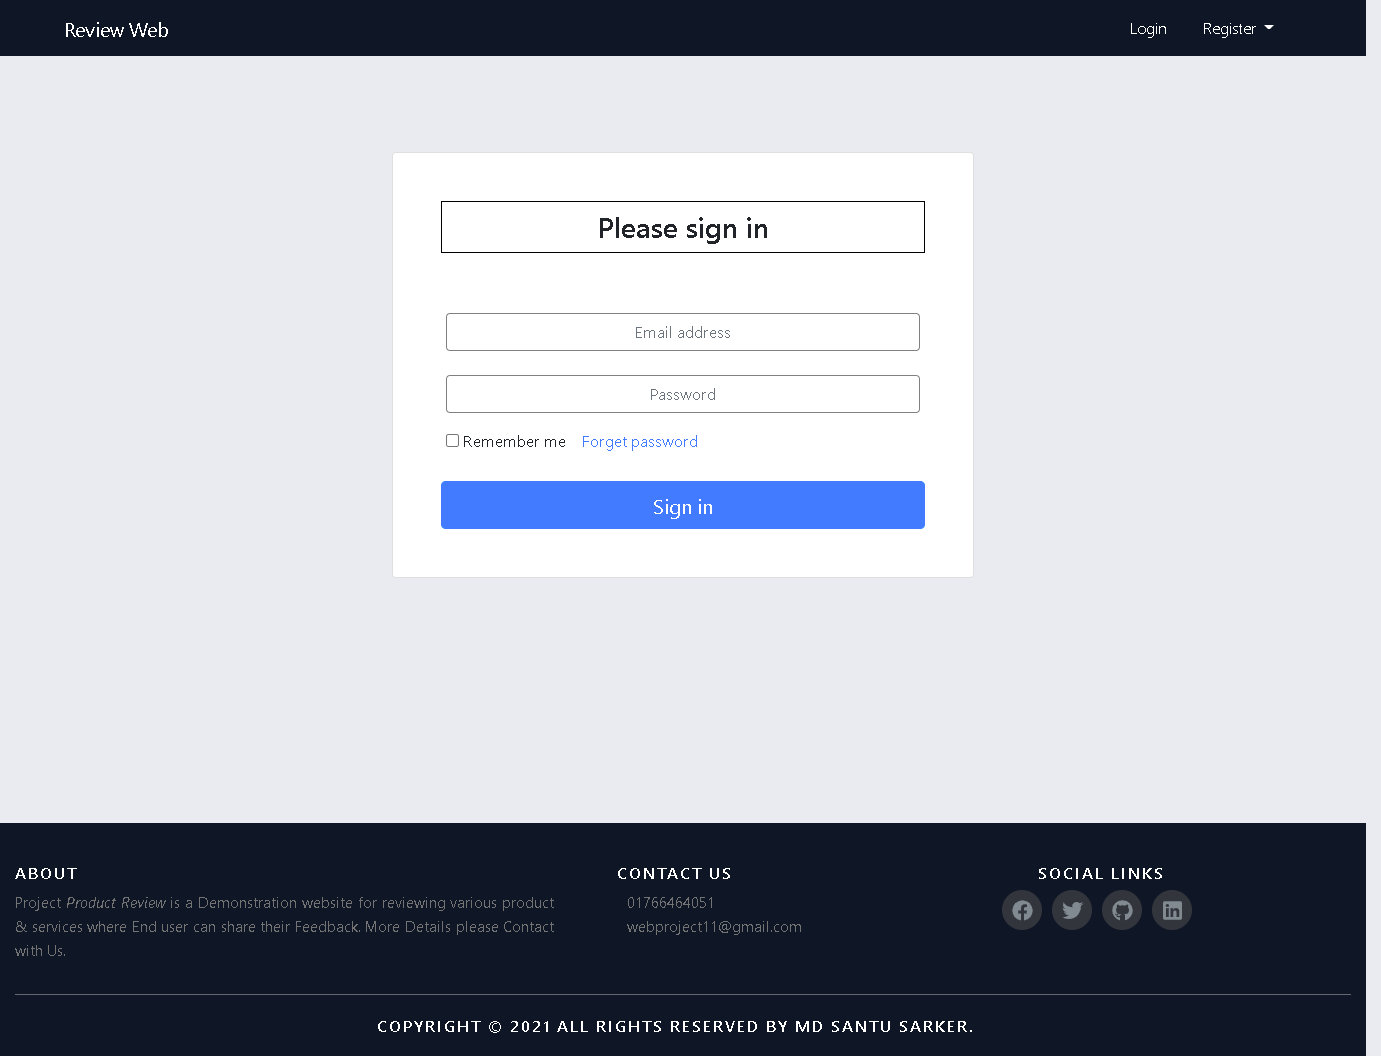 Review Web
Login
Register
Please sign in
Email address
Password
Remember me
Forget password
Sign in
ABOUT
Project Product Review is a Demonstration website for reviewing various product
& services where End user can share their Feedback. More Details please Contact
with Us.
CONTACT US
01766464051
webproject11@gmail.com
SOCIAL LINKS
COPYRIGHT © 2021 ALL RIGHTS RESERVED BY MD SANTU SARKER.